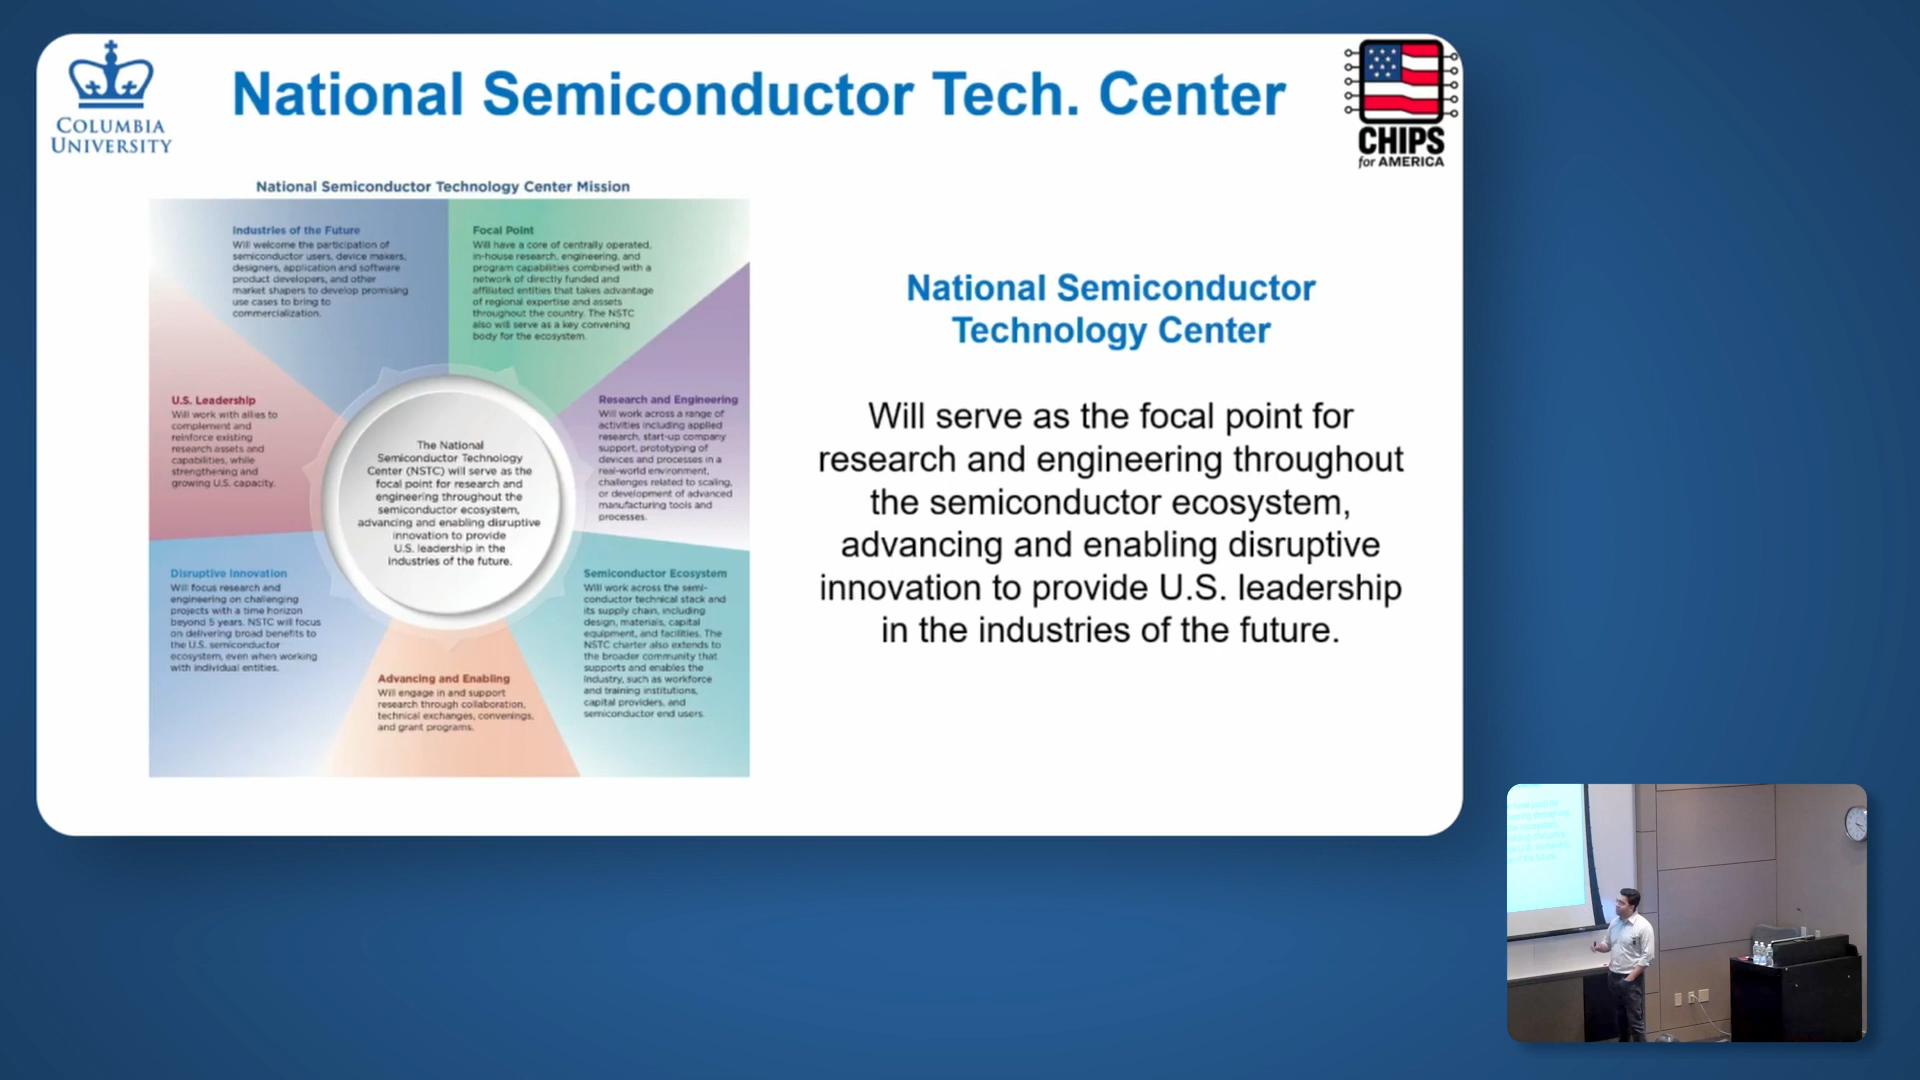 COLUMBIA
UNIVERSITY
National Semiconductor Tech. Center
CHIPS
for AMERICA
National Semiconductor Technology Center Mission
Industries of the Future
Will welcome the participation of
semiconductor users, device makers,
designers, application and software
product developers, and other
market shapers to develop promising
use cases to bring to
commercialization.
Focal Point
Will have a core of centrally operated,
in-house research, engineering, and
program capabilities combined with a
network of directly funded and
affiliated entities that takes advantage
of regional expertise and assets
throughout the country. The NSTC
also will serve as a key convening
body for the ecosystem.
U.S. Leadership
Will work with allies to
complement and
reinforce existing
research assets and
capabilities, while
strengthening and
growing U.S. capacity.
The National
Semiconductor Technology
Center (NSTC) will serve as the
focal point for research and
engineering throughout the
semiconductor ecosystem,
advancing and enabling disruptive
innovation to provide
U.S. leadership in the
industries of the future.
Research and Engineering
Will work across a range of
activities including applied
research, start-up company
support, prototyping of
devices and processes in a
real-world environment,
challenges related to scaling,
or development of advanced
manufacturing tools and
processes.
Disruptive Innovation
Will focus research and
engineering on challenging
projects with a time horizon
beyond 5 years. NSTC will focus
on delivering broad benefits to
the U.S. semiconductor
ecosystem, even when working
with individual entities.
Advancing and Enabling
Will engage in and support
research through collaboration,
technical exchanges, convenings,
and grant programs.
Semiconductor Ecosystem
Will work across the semi-
conductor technical stack and
its supply chain, including
design, materials, capital
equipment, and facilities. The
NSTC charter also extends to
the broader community that
supports and enables the
industry, such as workforce
and training institutions,
capital providers, and
semiconductor end users.
National Semiconductor
Technology Center
Will serve as the focal point for
research and engineering throughout
the semiconductor ecosystem,
advancing and enabling disruptive
innovation to provide U.S. leadership
in the industries of the future.